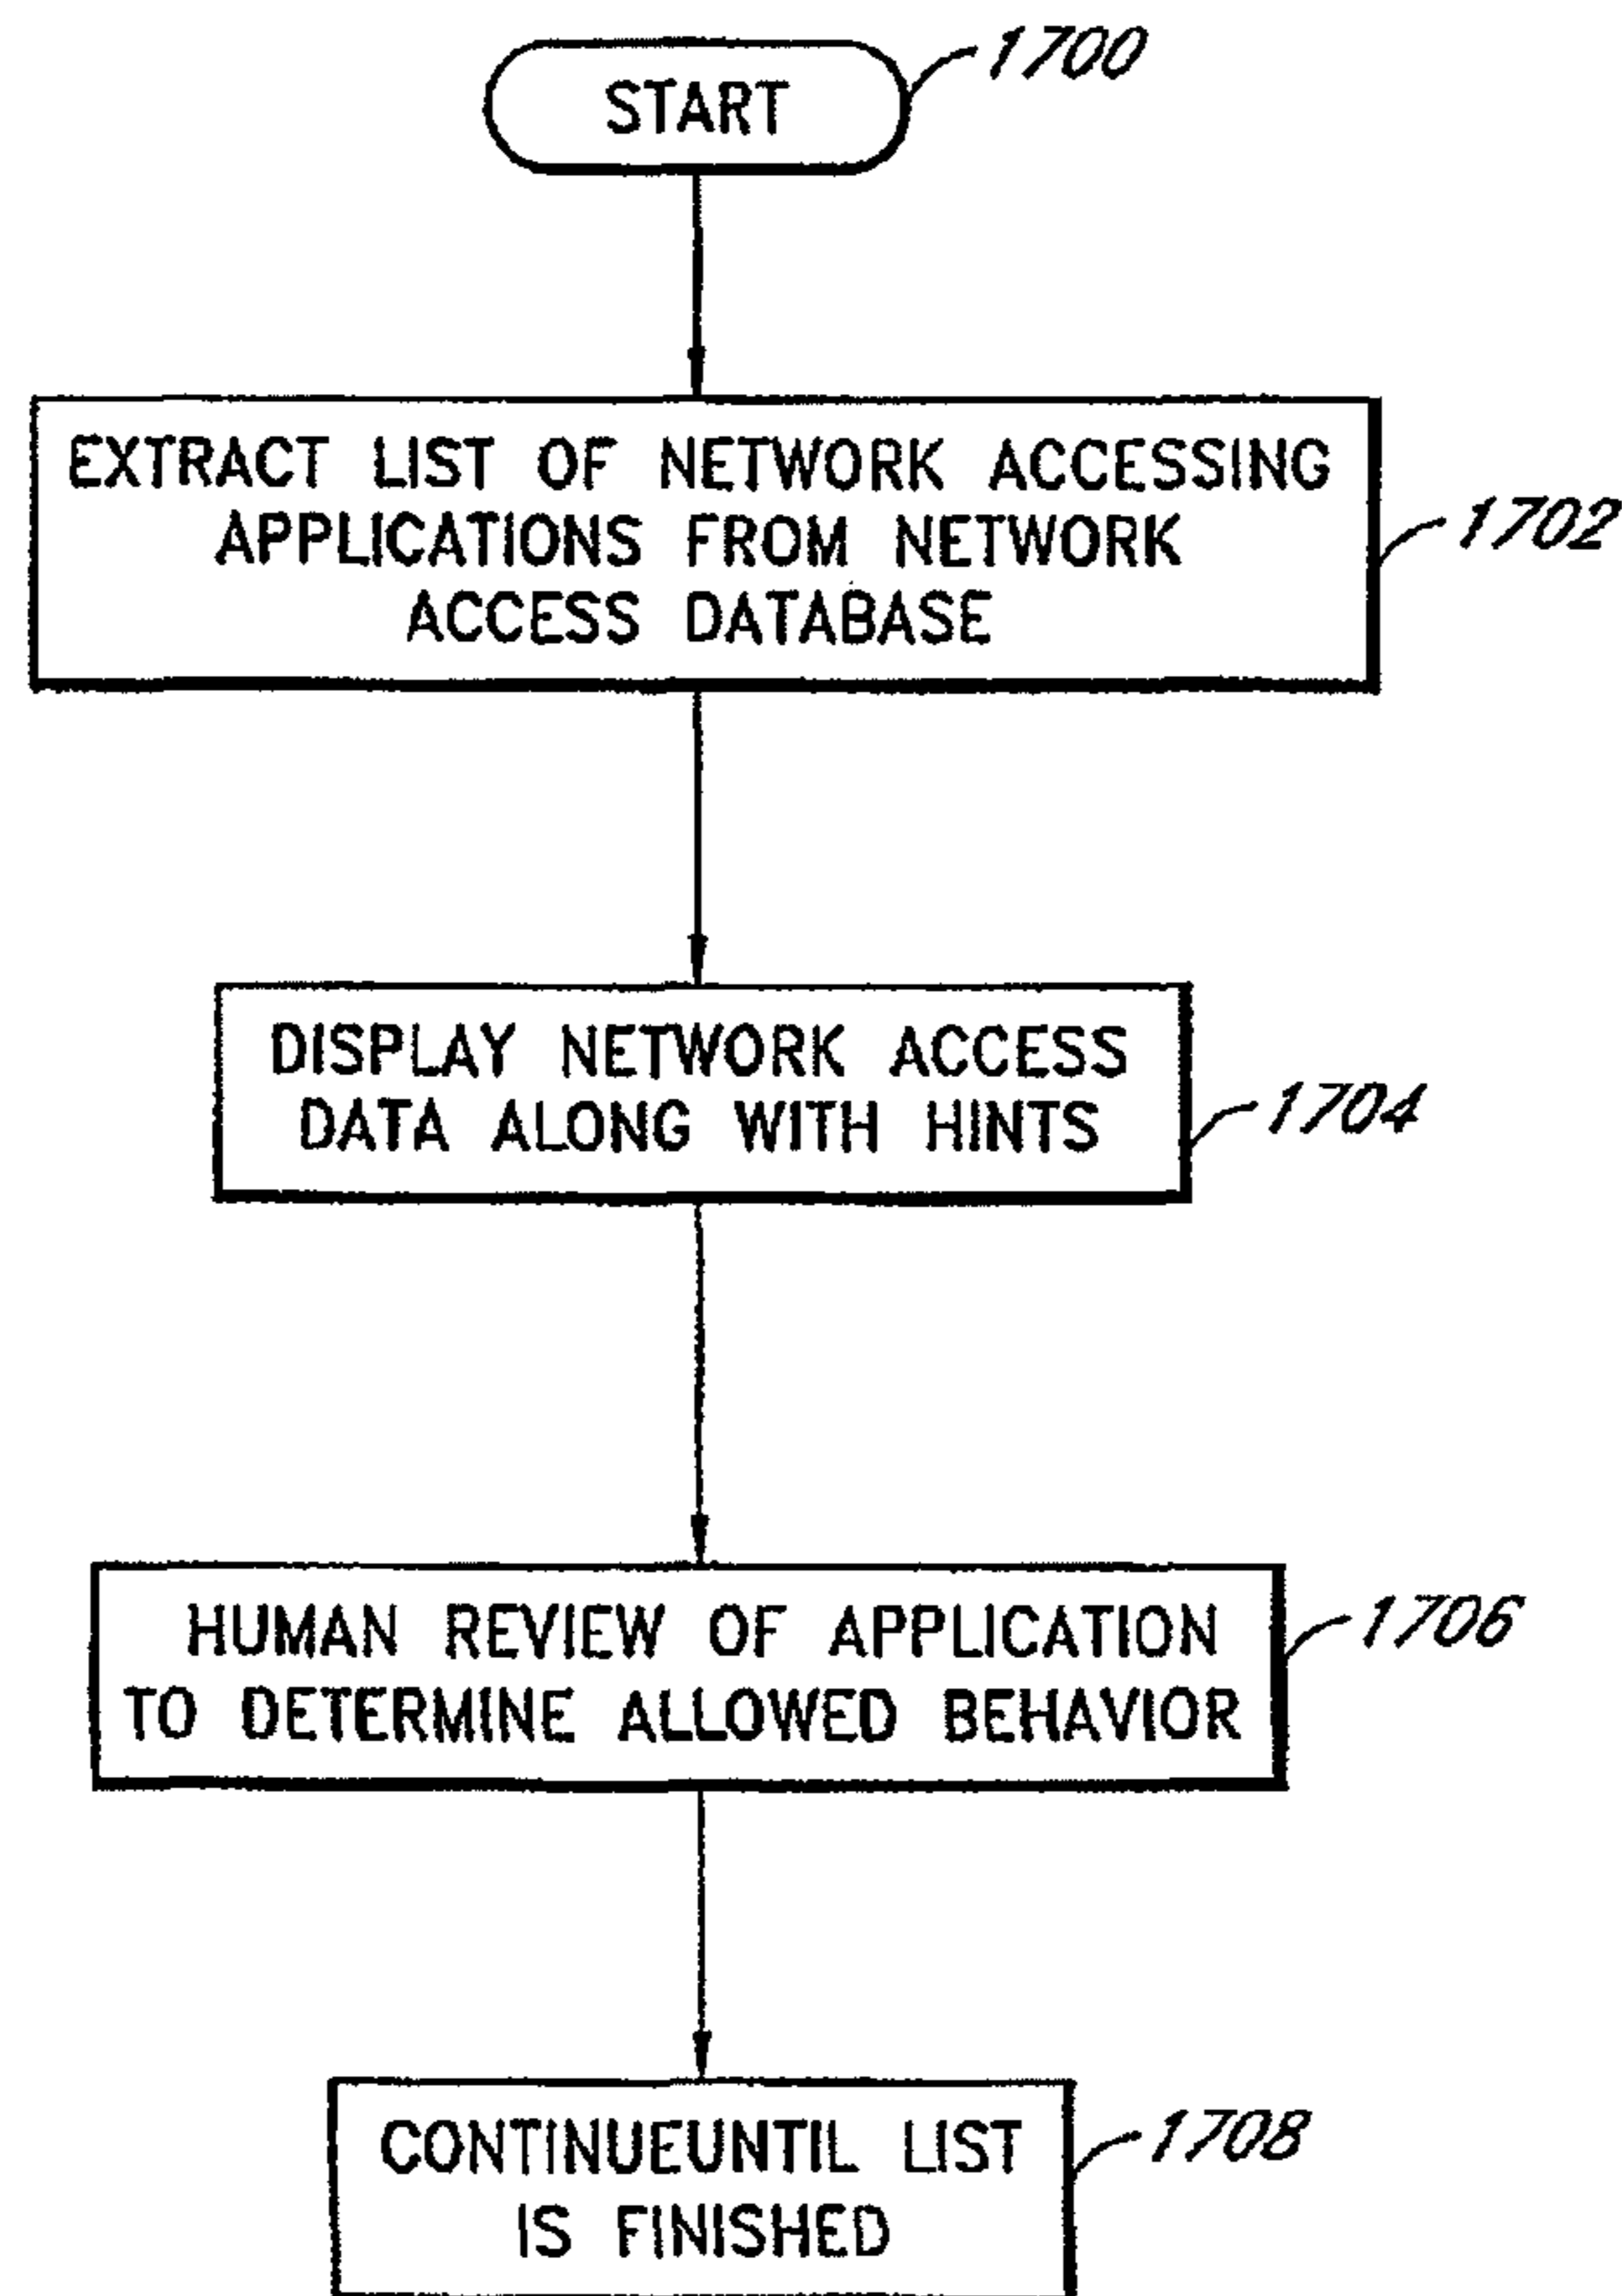 START
1700
EXTRACT LIST OF NETWORK ACCESSING
APPLICATIONS FROM NETWORK
ACCESS DATABASE
1702
DISPLAY NETWORK ACCESS
DATA ALONG WITH HINTS
1704
HUMAN REVIEW OF APPLICATION
TO DETERMINE ALLOWED BEHAVIOR
1706
CONTINUEUNTIL LIST
IS FINISHED
1708